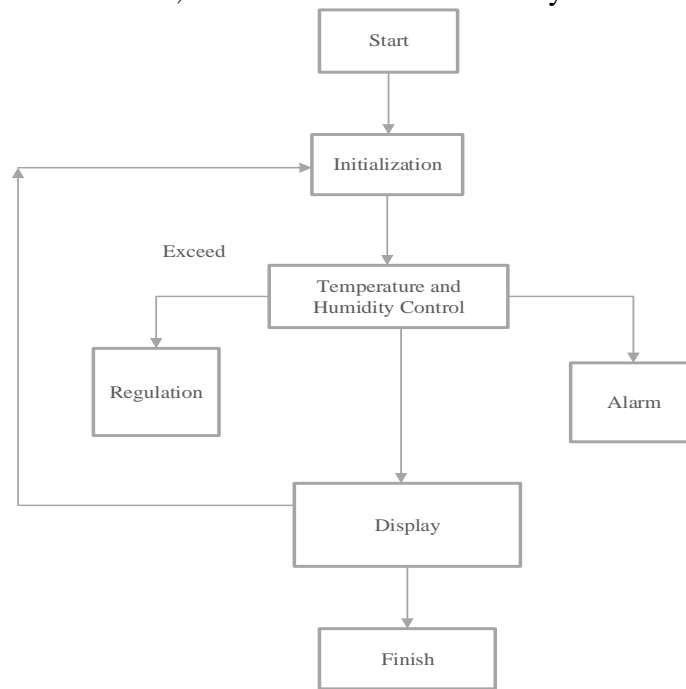 Start
Initialization
Exceed
Temperature and
Humidity Control
Regulation
Alarm
Display
Finish